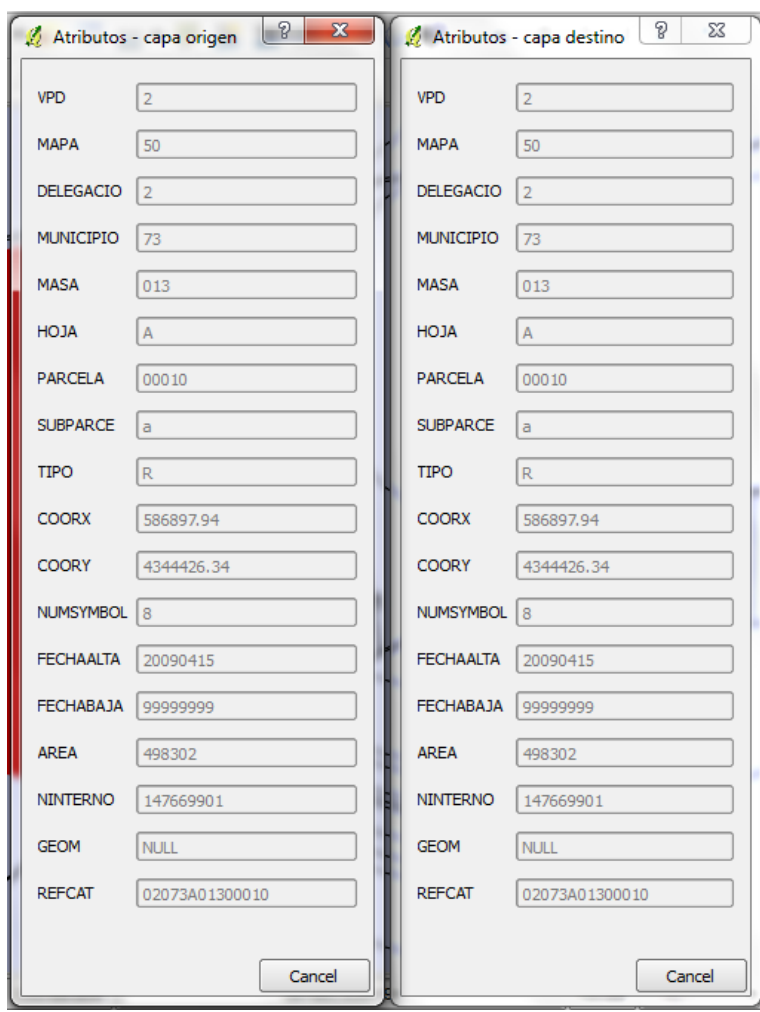 Atributos - capa origen
VPD 2
MAPA 50
DELEGACIO 2
MUNICIPIO 73
MASA 013
HOJA A
PARCELA 00010
SUBPARCE a
TIPO R
COORX 586897.94
COORY 4344426.34
NUMSYMBOL 8
FECHAALTA 20090415
FECHABAJA 99999999
AREA 498302
NINTERNO 147669901
GEOM NULL
REFCAT 02073A01300010
Cancel
Atributos - capa destino
VPD 2
MAPA 50
DELEGACIO 2
MUNICIPIO 73
MASA 013
HOJA A
PARCELA 00010
SUBPARCE a
TIPO R
COORX 586897.94
COORY 4344426.34
NUMSYMBOL 8
FECHAALTA 20090415
FECHABAJA 99999999
AREA 498302
NINTERNO 147669901
GEOM NULL
REFCAT 02073A01300010
Cancel